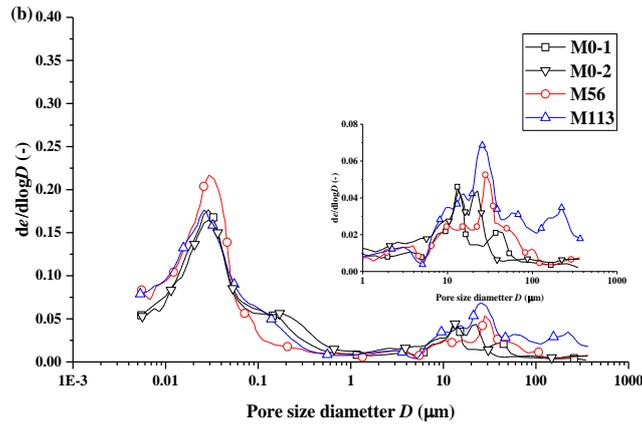 (b)
0.40
0.35
0.30
0.25
0.20
0.15
0.10
0.05
0.00
de/dlogD (-)
1E-3 0.01 0.1 1 10 100 1000
Pore size diametter D (μm)
M0-1
M0-2
M56
M113
0.08
0.06
0.04
0.02
0.00
de/dlogD (-)
1 10 100 1000
Pore size diametter D (μm)